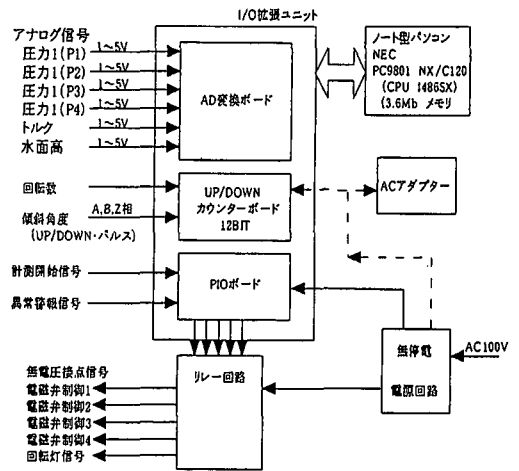 I/O拡張ユニット
アナログ信号
圧力1(P1) 1~5V
圧力1(P2) 1~5V
圧力1(P3) 1~5V
圧力1(P4) 1~5V
トルク 1~5V
水面高 1~5V
AD変換ボード
ノート型パソコン
NEC
PC9801 NX/C120
(CPU I486SX)
(3.6Mb メモリ
回転数
傾斜角度 A,B,Z相
(UP/DOWN・パルス)
UP/DOWN
カウンターボード
12BIT
ACアダプター
計測開始信号
異常警報信号
PIOボード
無停電
電源回路
AC100V
リレー回路
無電圧接点信号
電磁弁制御1
電磁弁制御2
電磁弁制御3
電磁弁制御4
回転灯信号